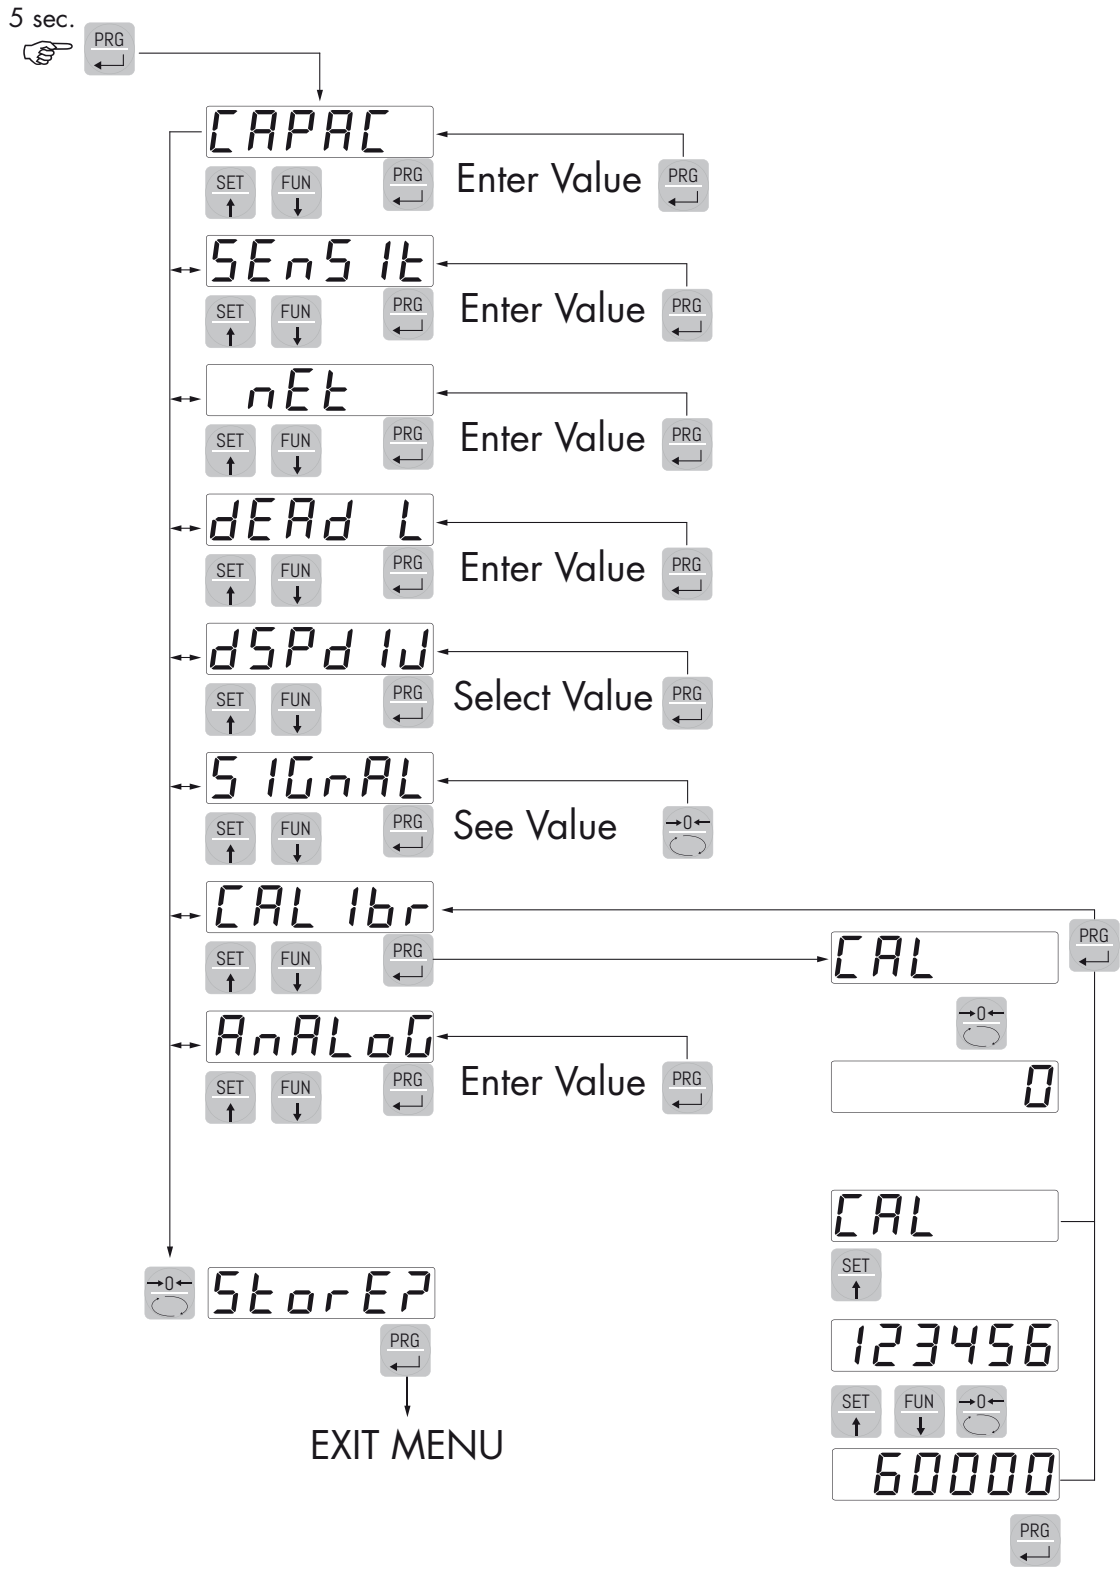 5 sec.
PRG
CAPAC
SET FUN PRG Enter Value PRG
SEnSIt
SET FUN PRG Enter Value PRG
nEt
SET FUN PRG Enter Value PRG
dEAd L
SET FUN PRG Enter Value PRG
dSPdIU
SET FUN PRG Select Value PRG
SIGnAL
SET FUN PRG See Value →0←
CALIbr
SET FUN PRG
AnALoG
SET FUN PRG Enter Value PRG
→0← StorE?
PRG
EXIT MENU
CAL PRG
→0←
0
CAL
SET
123456
SET FUN →0←
60000
PRG